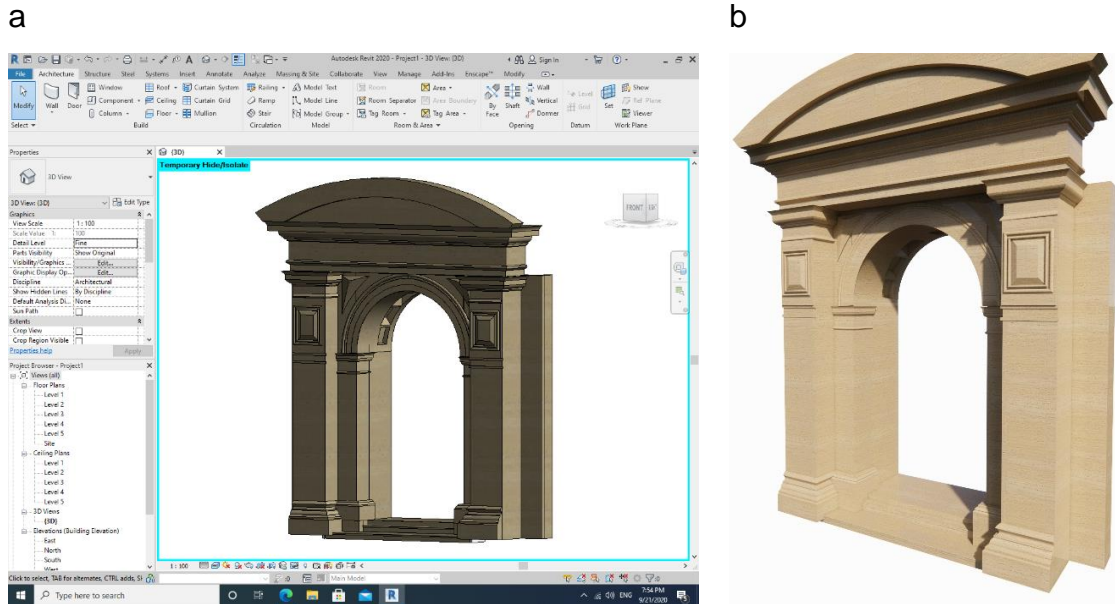 a
b
Autodesk Revit 2020 - Project1 - 3D View: {3D}
Sign In
File Architecture Structure Steel Systems Insert Annotate Analyze Massing & Site Collaborate View Manage Add-Ins Enscape™ Modify
Modify Wall Door Window Component Column Roof Ceiling Floor Curtain System Curtain Grid Mullion Railing Ramp Stair Model Text Model Line Model Group Room Room Separator Tag Room Area Area Boundary Tag Area By Face Shaft Wall Vertical Dormer Level Grid Set Show Ref Plane Viewer
Select Build Circulation Model Room & Area Opening Datum Work Plane
Properties
{3D}
Temporary Hide/Isolate
3D View
FRONT
3D View: {3D} Edit Type
Graphics
View Scale 1 : 100
Scale Value 1: 100
Detail Level Fine
Parts Visibility Show Original
Visibility/Graphics ... Edit...
Graphic Display Op... Edit...
Discipline Architectural
Show Hidden Lines By Discipline
Default Analysis Di... None
Sun Path
Extents
Crop View
Crop Region Visible
Properties help Apply
Project Browser - Project1
Views (all)
Floor Plans
Level 1
Level 2
Level 3
Level 4
Level 5
Site
Ceiling Plans
Level 1
Level 2
Level 3
Level 4
Level 5
3D Views
{3D}
Elevations (Building Elevation)
East
North
South
West
1 : 100
Click to select, TAB for alternates, CTRL adds, S
:0
Main Model
:0
Type here to search
R
ENG
7:54 PM
9/21/2020